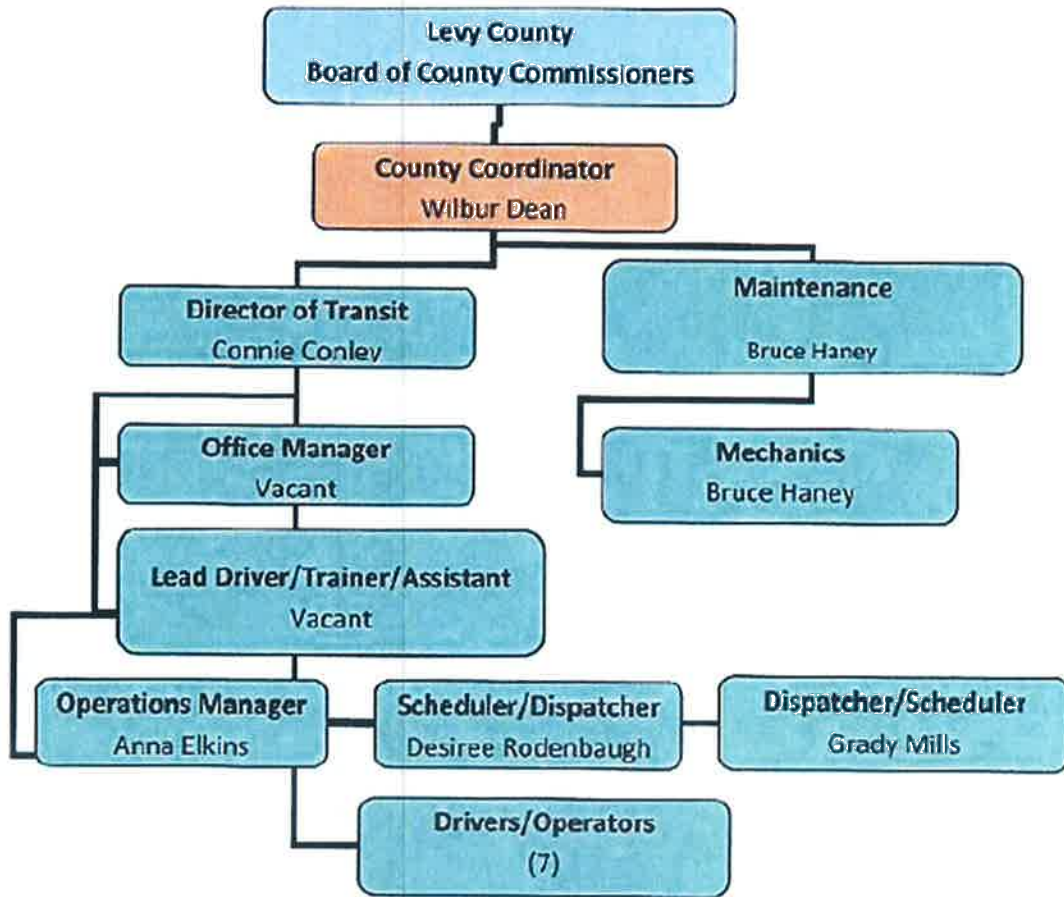 Levy County
Board of County Commissioners
County Coordinator
Wilbur Dean
Director of Transit
Connie Conley
Maintenance
Bruce Haney
Office Manager
Vacant
Mechanics
Bruce Haney
Lead Driver/Trainer/Assistant
Vacant
Operations Manager
Anna Elkins
Scheduler/Dispatcher
Desiree Rodenbaugh
Dispatcher/Scheduler
Grady Mills
Drivers/Operators
(7)